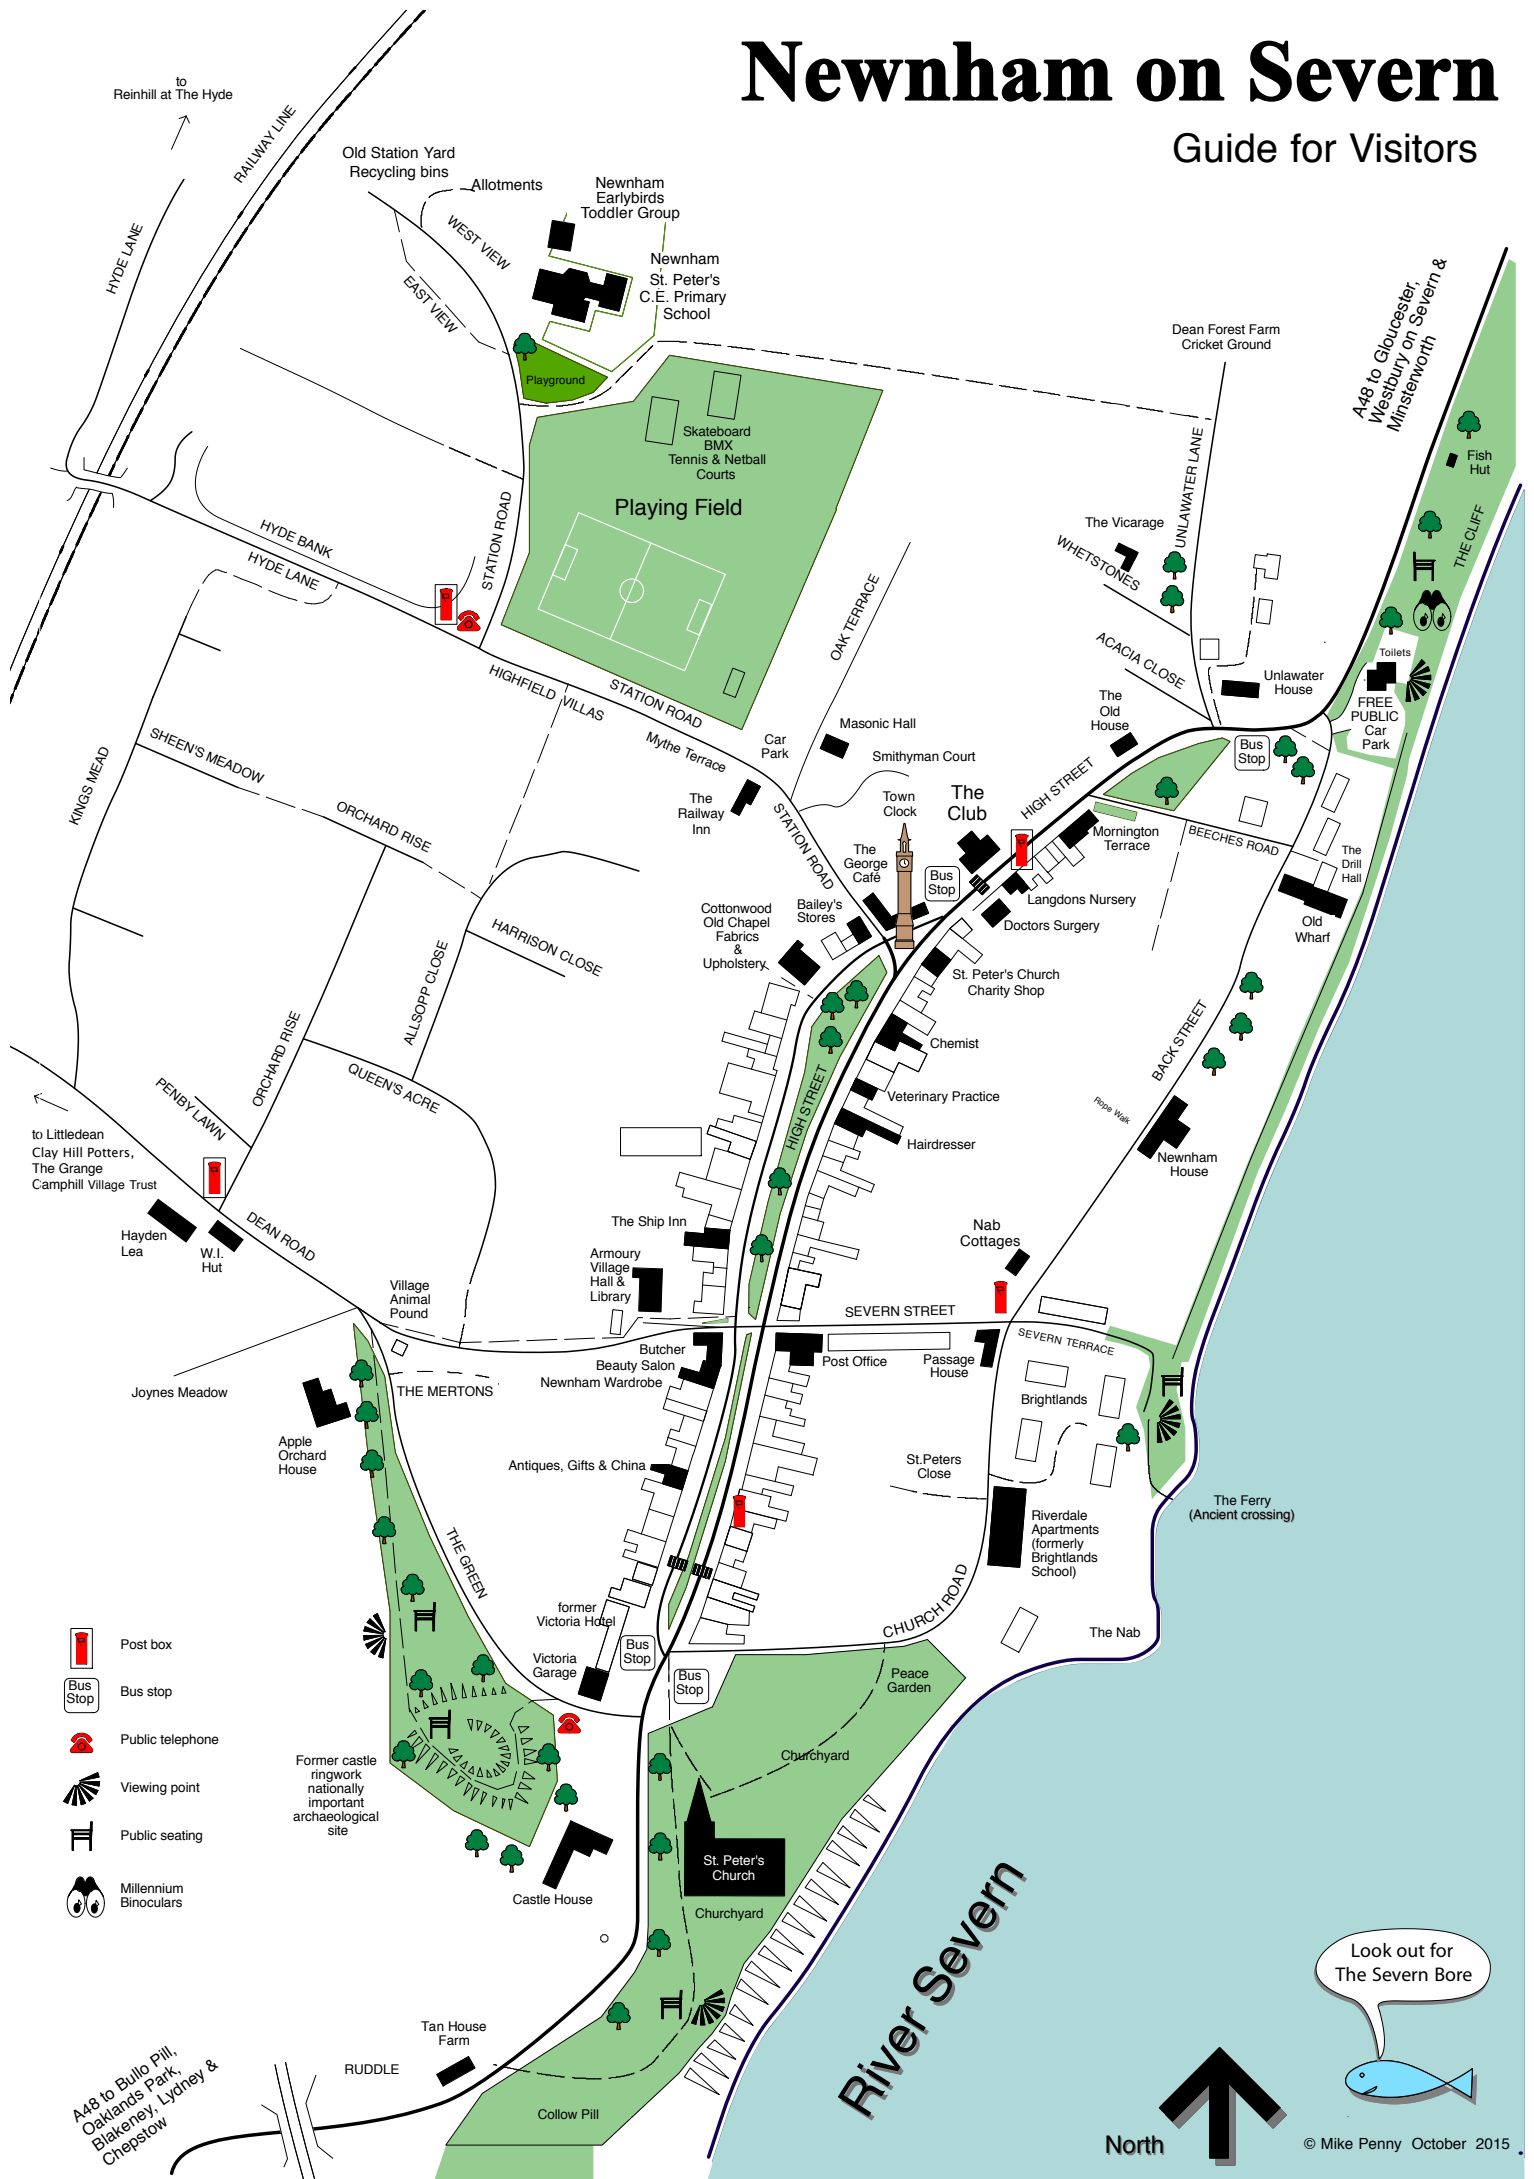 Newnham on Severn
Guide for Visitors
to
Reinhill at The Hyde
RAILWAY LINE
HYDE LANE
Old Station Yard
Recycling bins
Allotments
WEST VIEW
EAST VIEW
Newnham
Earlybirds
Toddler Group
Newnham
St. Peter's
C.E. Primary
School
Playground
Skateboard
BMX
Tennis & Netball
Courts
Playing Field
Dean Forest Farm
Cricket Ground
A48 to Gloucester,
Westbury on Severn &
Minsterworth
Fish
Hut
THE CLIFF
UNLAWATER LANE
The Vicarage
WHETSTONES
ACACIA CLOSE
Unlawater
House
Toilets
FREE
PUBLIC
Car
Park
HYDE BANK
HYDE LANE
STATION ROAD
HIGHFIELD VILLAS
STATION ROAD
OAK TERRACE
Mythe Terrace
Car
Park
Masonic Hall
Smithyman Court
The
Old
House
HIGH STREET
Bus
Stop
KINGS MEAD
SHEEN'S MEADOW
ORCHARD RISE
The
Railway
Inn
STATION ROAD
Town
Clock
The
Club
Mornington
Terrace
BEECHES ROAD
The
Drill
Hall
The
George
Café
Bus
Stop
Langdons Nursery
Doctors Surgery
Old
Wharf
Cottonwood
Old Chapel
Fabrics
&
Upholstery
Bailey's
Stores
HARRISON CLOSE
ALLSOPP CLOSE
St. Peter's Church
Charity Shop
Chemist
BACK STREET
ORCHARD RISE
QUEEN'S ACRE
PENBY LAWN
HIGH STREET
Veterinary Practice
Rope Walk
Hairdresser
Newnham
House
to Littledean
Clay Hill Potters,
The Grange
Camphill Village Trust
Hayden
Lea
W.I.
Hut
DEAN ROAD
The Ship Inn
Armoury
Village
Hall &
Library
Nab
Cottages
Village
Animal
Pound
SEVERN STREET
SEVERN TERRACE
Butcher
Beauty Salon
Newnham Wardrobe
Post Office
Passage
House
Brightlands
Joynes Meadow
THE MERTONS
Apple
Orchard
House
Antiques, Gifts & China
St.Peters
Close
The Ferry
(Ancient crossing)
Riverdale
Apartments
(formerly
Brightlands
School)
THE GREEN
former
Victoria Hotel
Victoria
Garage
Bus
Stop
Bus
Stop
CHURCH ROAD
The Nab
Peace
Garden
Churchyard
Post box
Bus
Stop
Bus stop
Public telephone
Viewing point
Public seating
Millennium
Binoculars
Former castle
ringwork
nationally
important
archaeological
site
Castle House
St. Peter's
Church
Churchyard
River Severn
Look out for
The Severn Bore
Tan House
Farm
RUDDLE
A48 to Bullo Pill,
Oaklands Park,
Blakeney, Lydney &
Chepstow
Collow Pill
North
© Mike Penny October 2015